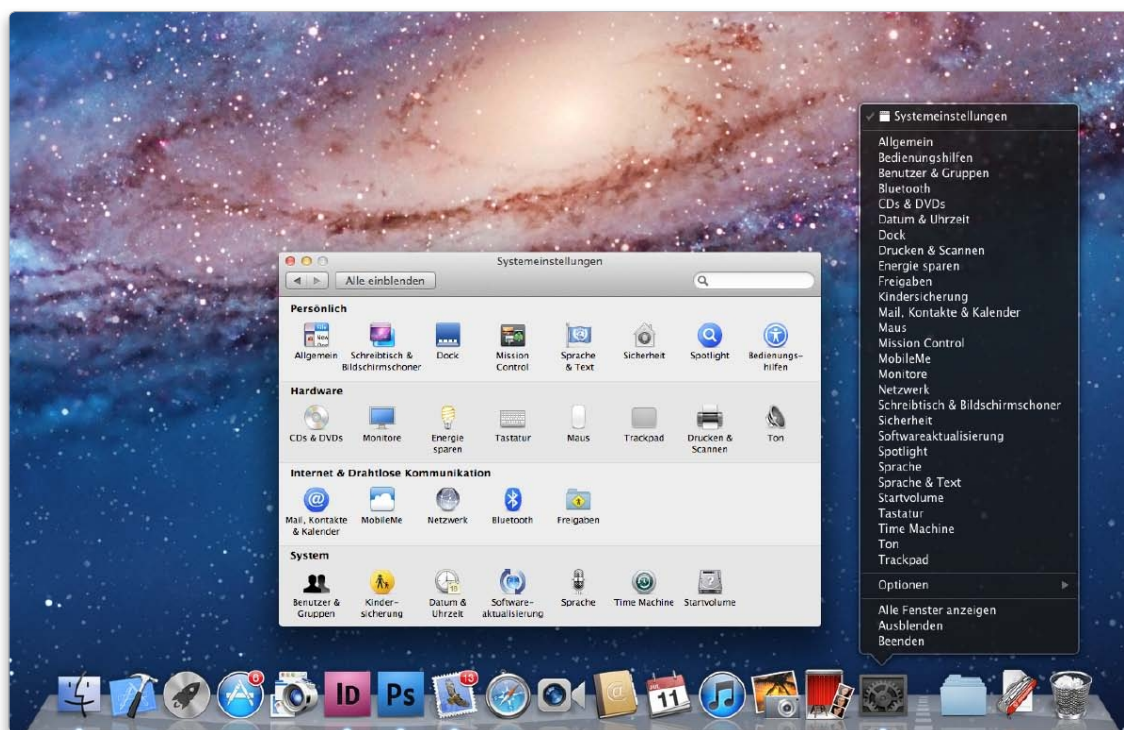 Systemeinstellungen
Alle einblenden
Persönlich
Allgemein
Schreibtisch &
Bildschirmschoner
Dock
Mission
Control
Sprache
& Text
Sicherheit
Spotlight
Bedienungs-
hilfen
Hardware
CDs & DVDs
Monitore
Energie
sparen
Tastatur
Maus
Trackpad
Drucken &
Scannen
Ton
Internet & Drahtlose Kommunikation
Mail, Kontakte
& Kalender
MobileMe
Netzwerk
Bluetooth
Freigaben
System
Benutzer &
Gruppen
Kinder-
sicherung
Datum &
Uhrzeit
Software-
aktualisierung
Sprache
Time Machine
Startvolume
Systemeinstellungen
Allgemein
Bedienungshilfen
Benutzer & Gruppen
Bluetooth
CDs & DVDs
Datum & Uhrzeit
Dock
Drucken & Scannen
Energie sparen
Freigaben
Kindersicherung
Mail, Kontakte & Kalender
Maus
Mission Control
MobileMe
Monitore
Netzwerk
Schreibtisch & Bildschirmschoner
Sicherheit
Softwareaktualisierung
Spotlight
Sprache
Sprache & Text
Startvolume
Tastatur
Time Machine
Ton
Trackpad
Optionen
Alle Fenster anzeigen
Ausblenden
Beenden
6
ID
Ps
13
11